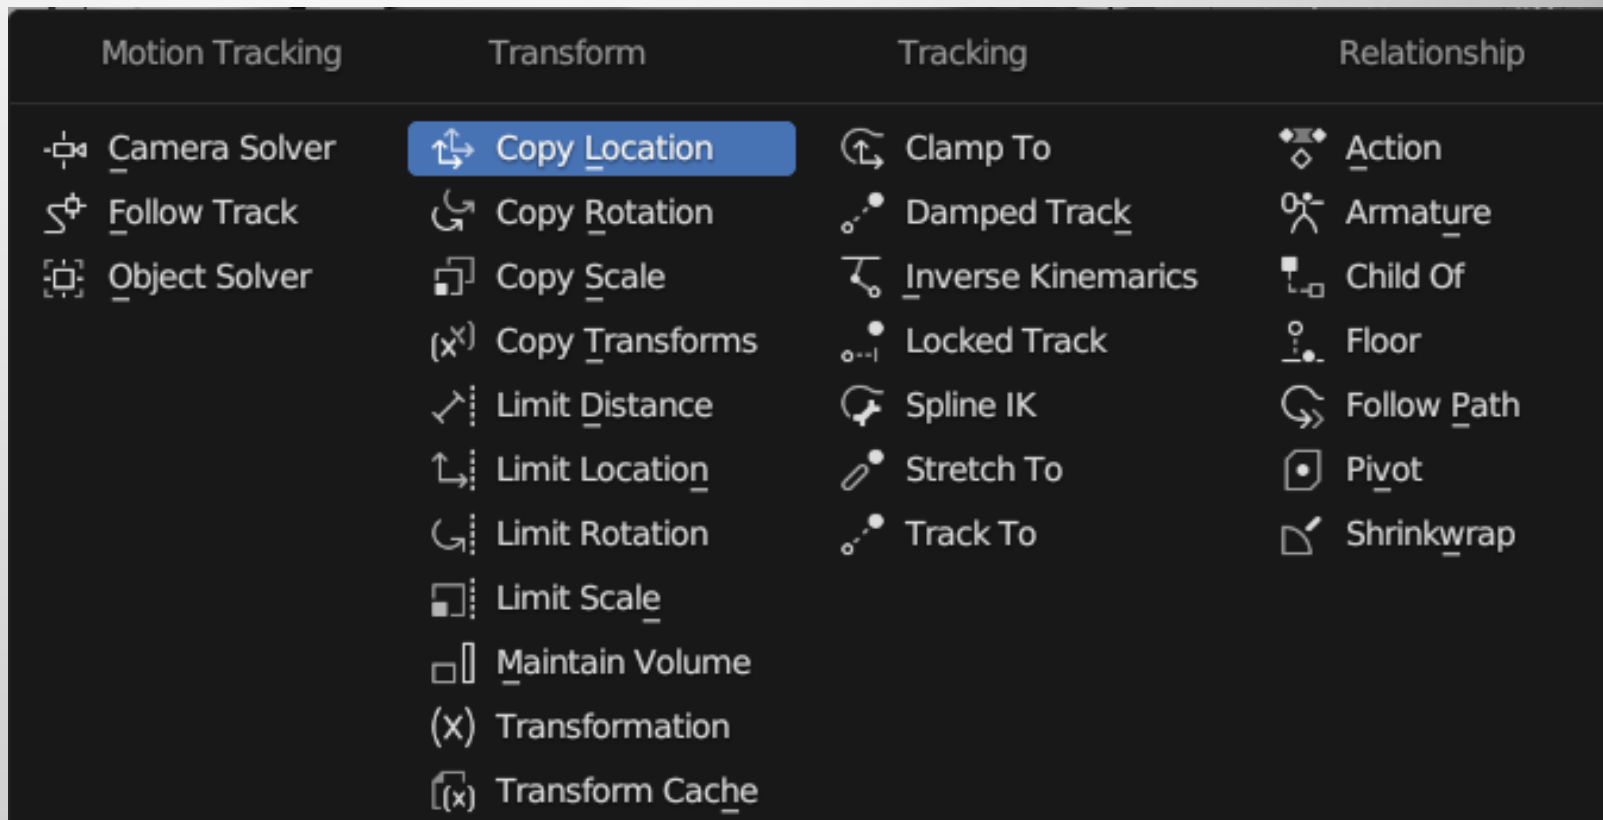 Motion Tracking Transform Tracking Relationship
Camera Solver Copy Location Clamp To Action
Follow Track Copy Rotation Damped Track Armature
Object Solver Copy Scale Inverse Kinemarics Child Of
Copy Transforms Locked Track Floor
Limit Distance Spline IK Follow Path
Limit Location Stretch To Pivot
Limit Rotation Track To Shrinkwrap
Limit Scale
Maintain Volume
Transformation
Transform Cache